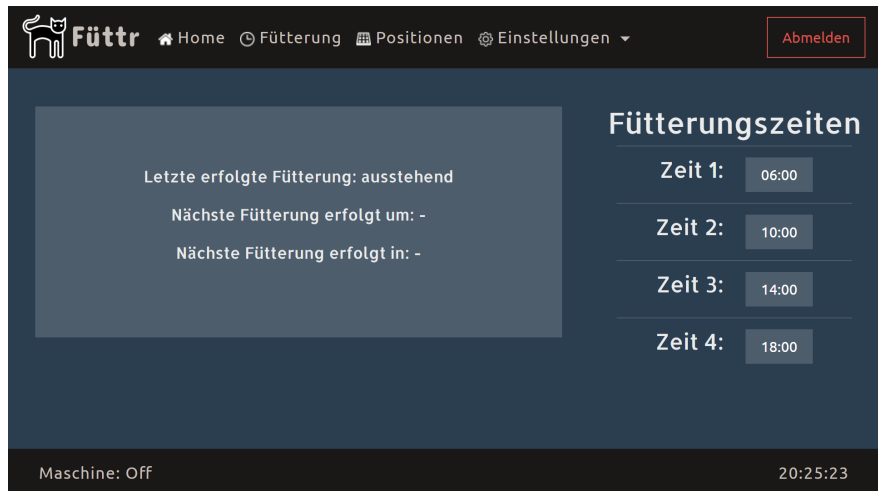 Füttr Home Fütterung Positionen Einstellungen Abmelden
Letzte erfolgte Fütterung: ausstehend
Nächste Fütterung erfolgt um: -
Nächste Fütterung erfolgt in: -
Fütterungszeiten
Zeit 1: 06:00
Zeit 2: 10:00
Zeit 3: 14:00
Zeit 4: 18:00
Maschine: Off 20:25:23